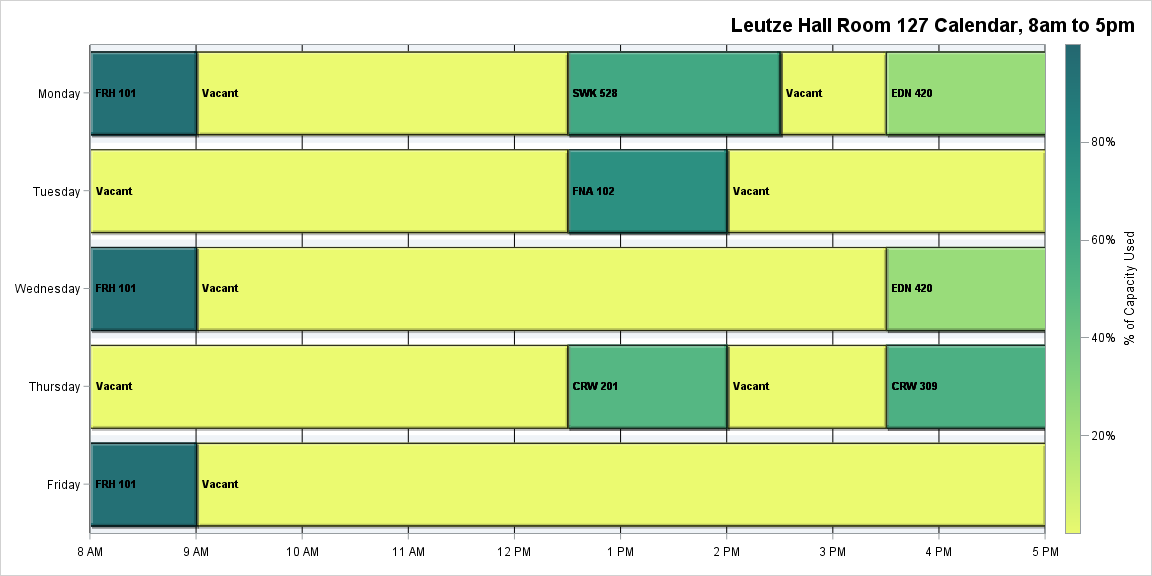 Leutze Hall Room 127 Calendar, 8am to 5pm
Monday
FRH 101
Vacant
SWK 528
Vacant
EDN 420
Tuesday
Vacant
FNA 102
Vacant
Wednesday
FRH 101
Vacant
EDN 420
Thursday
Vacant
CRW 201
Vacant
CRW 309
Friday
FRH 101
Vacant
8 AM
9 AM
10 AM
11 AM
12 PM
1 PM
2 PM
3 PM
4 PM
5 PM
80%
60%
40%
20%
% of Capacity Used